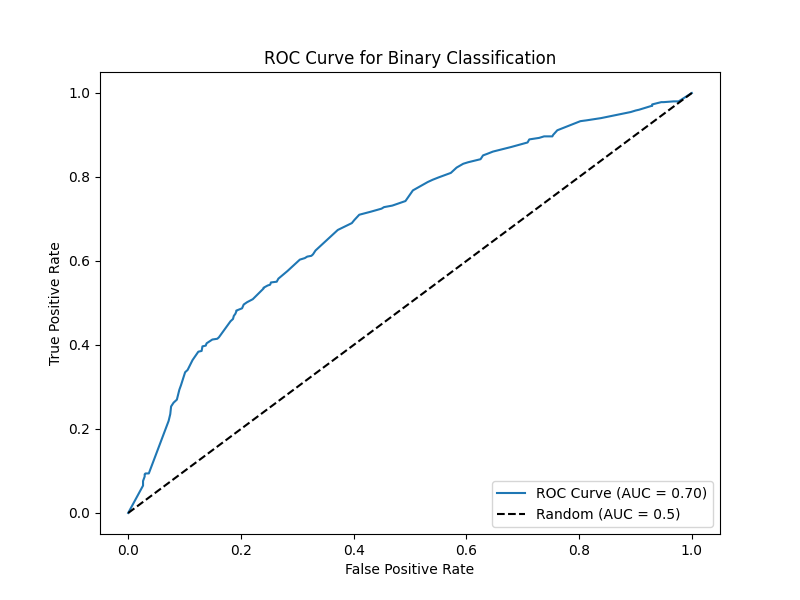 ROC Curve for Binary Classification
True Positive Rate
1.0
0.8
0.6
0.4
0.2
0.0
0.0 0.2 0.4 0.6 0.8 1.0
False Positive Rate
ROC Curve (AUC = 0.70)
Random (AUC = 0.5)